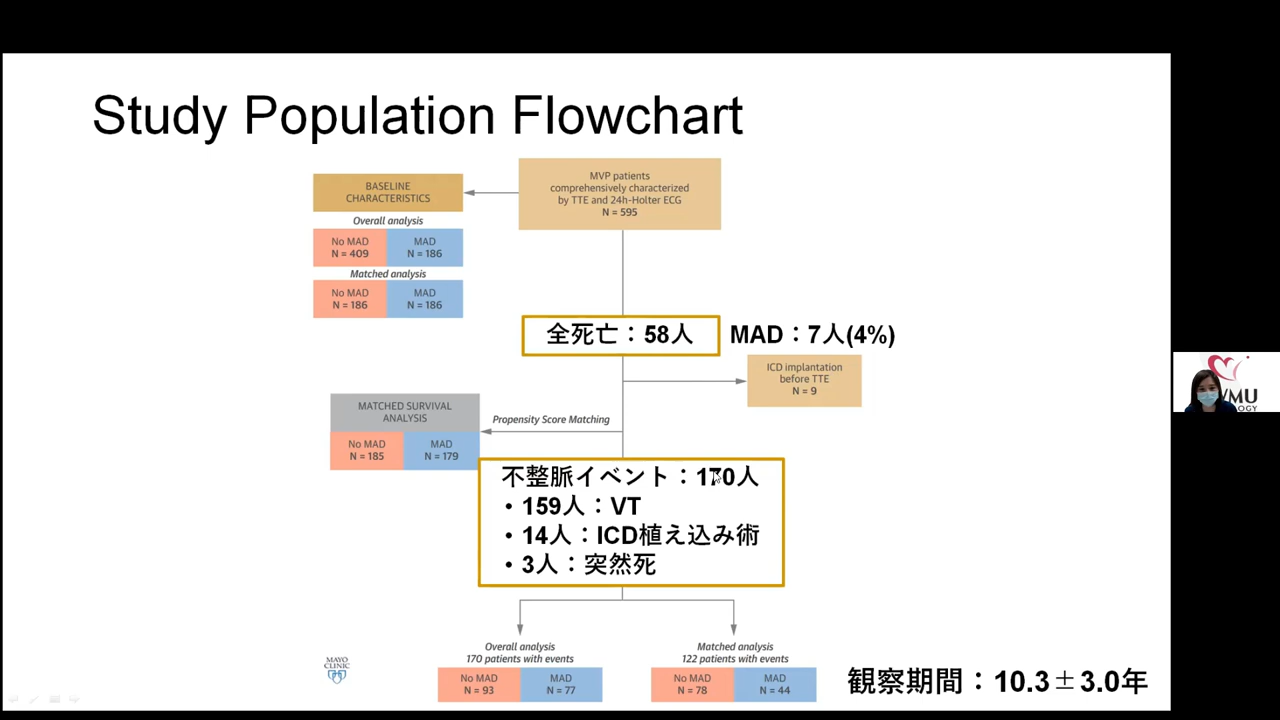 Study Population Flowchart
MVP patients
comprehensively characterized
by TTE and 24h-Holter ECG
N = 595
BASELINE
CHARACTERISTICS
Overall analysis
No MAD MAD
N = 409 N = 186
Matched analysis
No MAD MAD
N = 186 N = 186
全死亡：58人 MAD：7人(4%)
ICD implantation
before TTE
N = 9
MATCHED SURVIVAL
ANALYSIS
Propensity Score Matching
No MAD MAD
N = 185 N = 179
不整脈イベント：170人
• 159人：VT
• 14人：ICD植え込み術
• 3人：突然死
Overall analysis
170 patients with events
No MAD MAD
N = 93 N = 77
Matched analysis
122 patients with events
No MAD MAD
N = 78 N = 44
MAYO
CLINIC
観察期間：10.3±3.0年